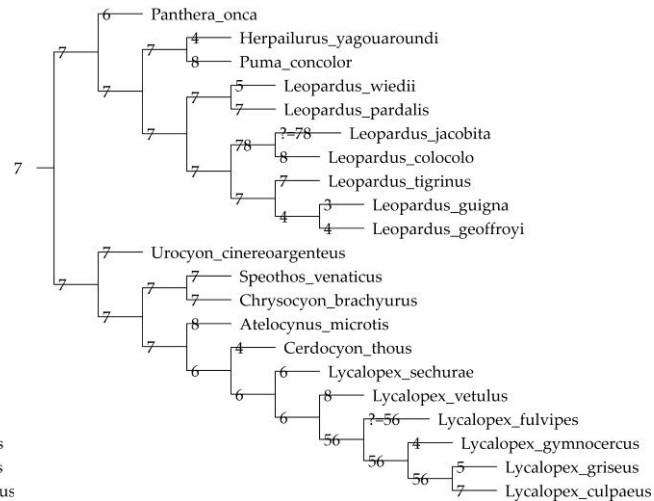 6 Panthera_onca
7
4 Herpailurus_yagouaroundi
7
8 Puma_concolor
7
5 Leopardus_wiedii
7
7 Leopardus_pardalis
7
?=78 Leopardus_jacobita
78
8 Leopardus_colocolo
7
7
7 Leopardus_tigrinus
7
3 Leopardus_guigna
4
4 Leopardus_geoffroyi
7 Urocyon_cinereoargenteus
7
7 Speothos_venaticus
7
7 Chrysocyon_brachyurus
7
8 Atelocynus_microtis
7
4 Cerdocyon_thous
6
6 Lycalopex_sechurae
6
8 Lycalopex_vetulus
6
?=56 Lycalopex_fulvipes
56
4 Lycalopex_gymnocercus
s
56
5 Lycalopex_griseus
s
56
7 Lycalopex_culpaeus
us